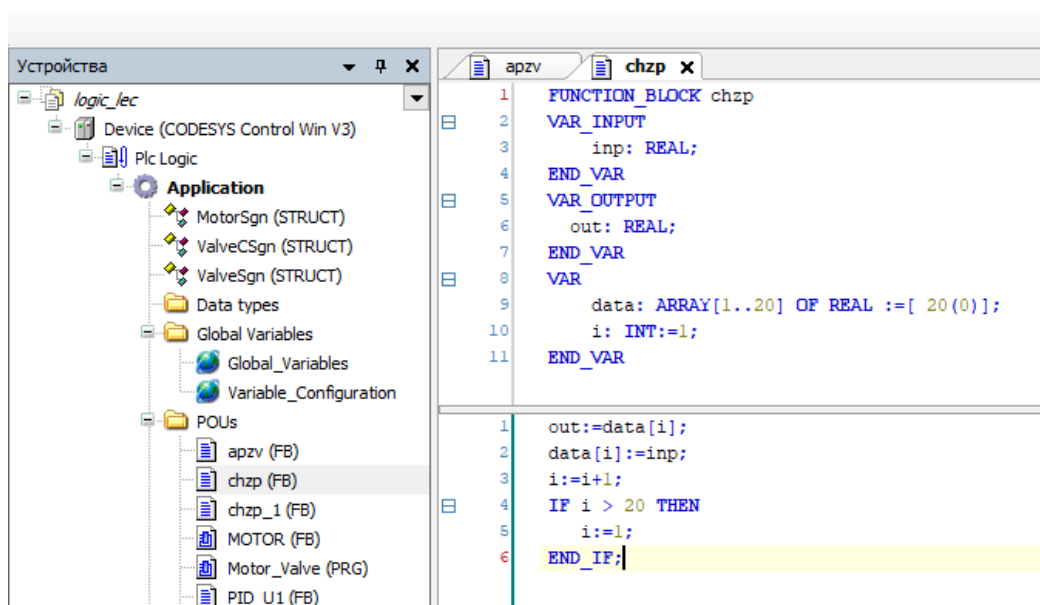 Устройства
logic_lec
Device (CODESYS Control Win V3)
Plc Logic
Application
MotorSgn (STRUCT)
ValveCSgn (STRUCT)
ValveSgn (STRUCT)
Data types
Global Variables
Global_Variables
Variable_Configuration
POUs
apzv (FB)
chzp (FB)
chzp_1 (FB)
MOTOR (FB)
Motor_Valve (PRG)
PID_U1 (FB)
apzv
chzp
1 FUNCTION_BLOCK chzp
2 VAR_INPUT
3 inp: REAL;
4 END_VAR
5 VAR_OUTPUT
6 out: REAL;
7 END_VAR
8 VAR
9 data: ARRAY[1..20] OF REAL :=[ 20(0)];
10 i: INT:=1;
11 END_VAR
1 out:=data[i];
2 data[i]:=inp;
3 i:=i+1;
4 IF i > 20 THEN
5 i:=1;
6 END_IF;